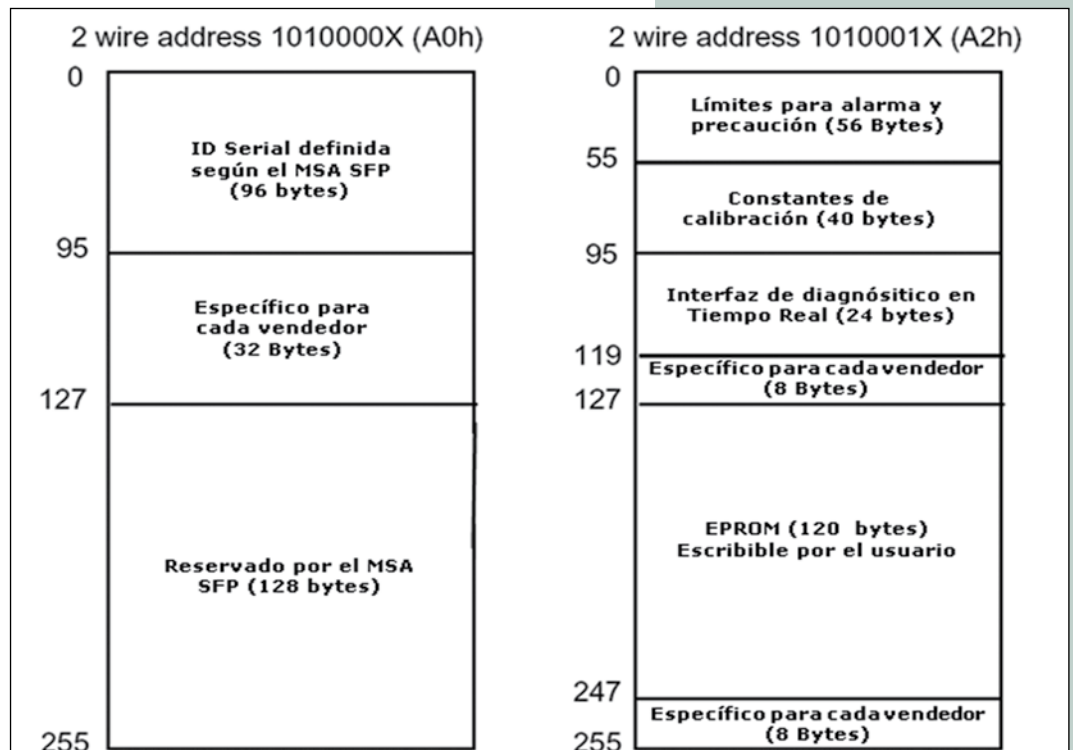 2 wire address 1010000X (A0h)
0
ID Serial definida
según el MSA SFP
(96 bytes)
95
Específico para
cada vendedor
(32 Bytes)
127
Reservado por el MSA
SFP (128 bytes)
255
2 wire address 1010001X (A2h)
0
Límites para alarma y
precaución (56 Bytes)
55
Constantes de
calibración (40 bytes)
95
Interfaz de diagnósitico en
Tiempo Real (24 bytes)
119
Específico para cada vendedor
(8 Bytes)
127
EPROM (120 bytes)
Escribible por el usuario
247
Específico para cada vendedor
(8 Bytes)
255